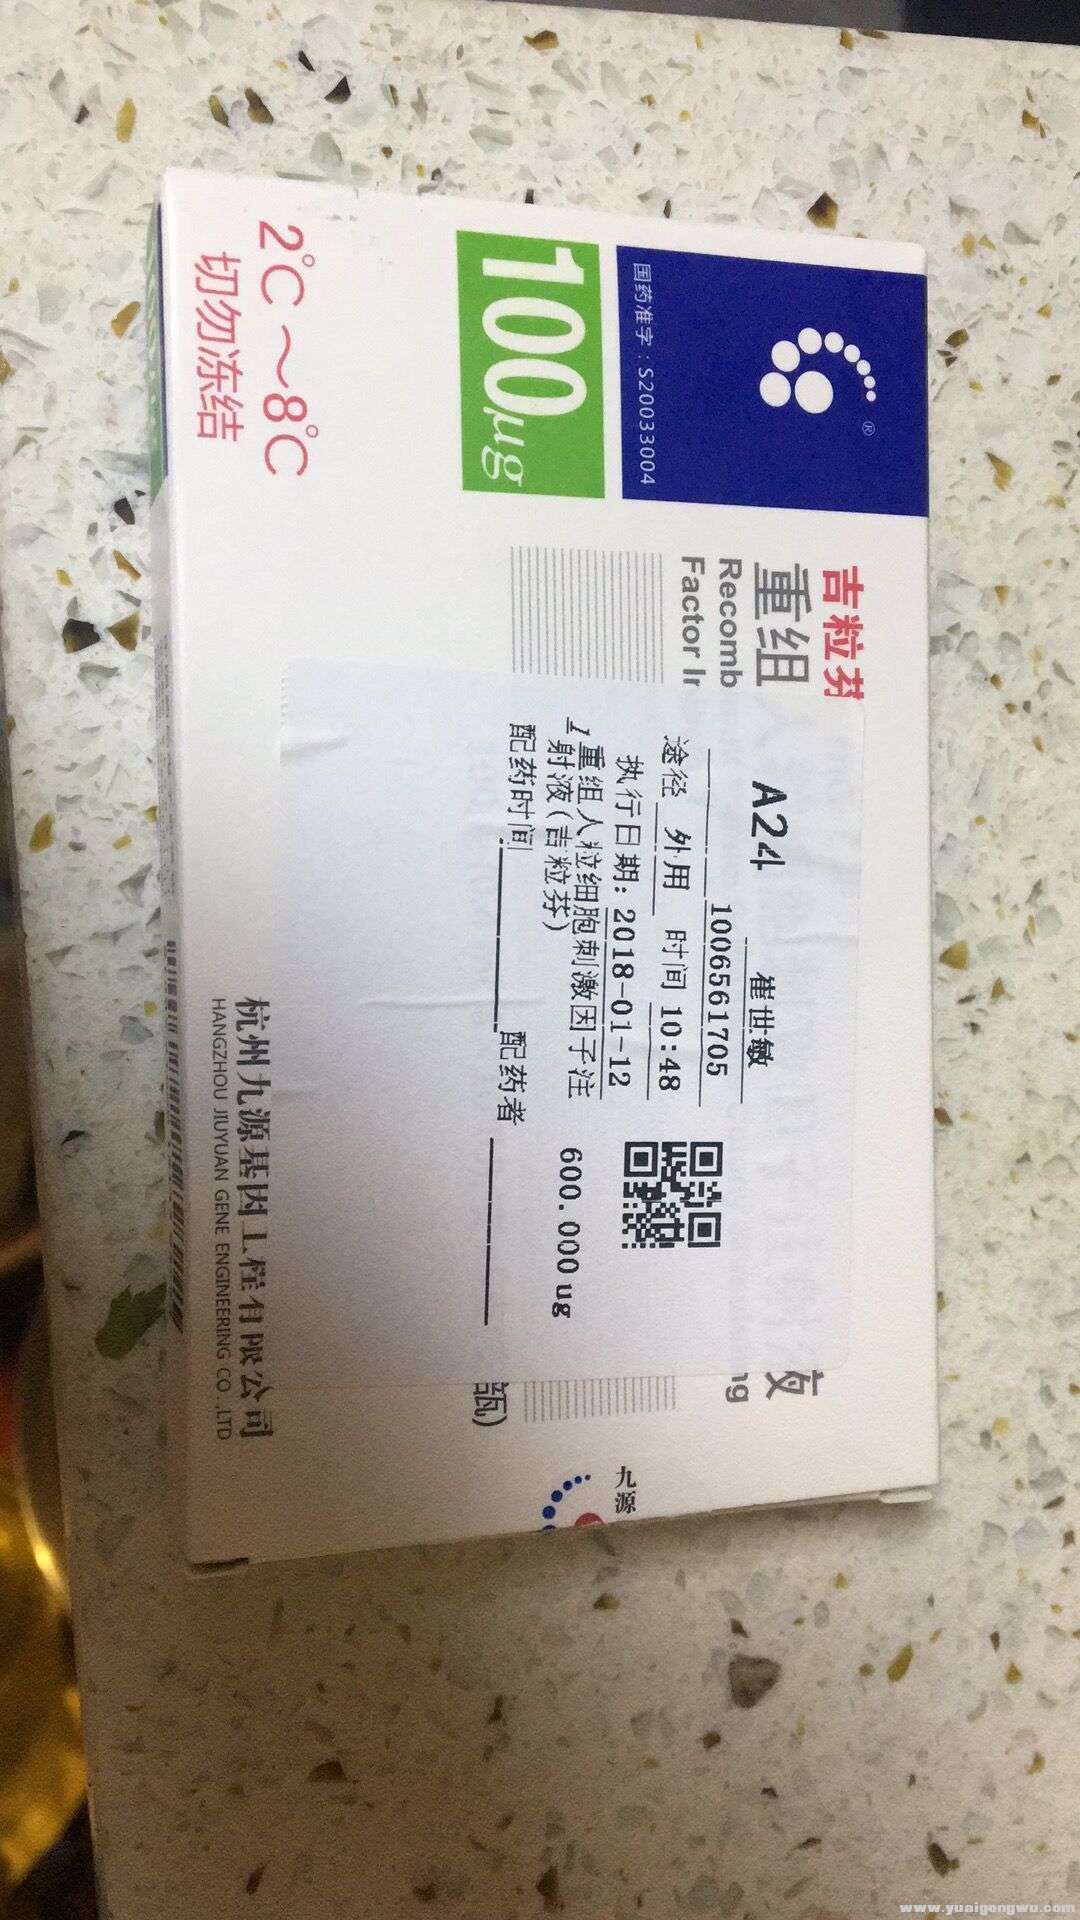 国药准字：S20033004
®
100μg
2℃～8℃
切勿冻结
吉粒芬
重组
Recomb
Factor
A24
崔世敏
1006561705
途径 外用 时间 10:48
执行日期: 2018-01-12
1 重组人粒细胞刺激因子注 600.000ug
射液(吉粒芬)
配药时间 配药者
液
瓿)
九源
杭州九源基因工程有限公司
HANGZHOU JIUYUAN GENE ENGINEERING CO.,LTD
www.yuaigongwu.com